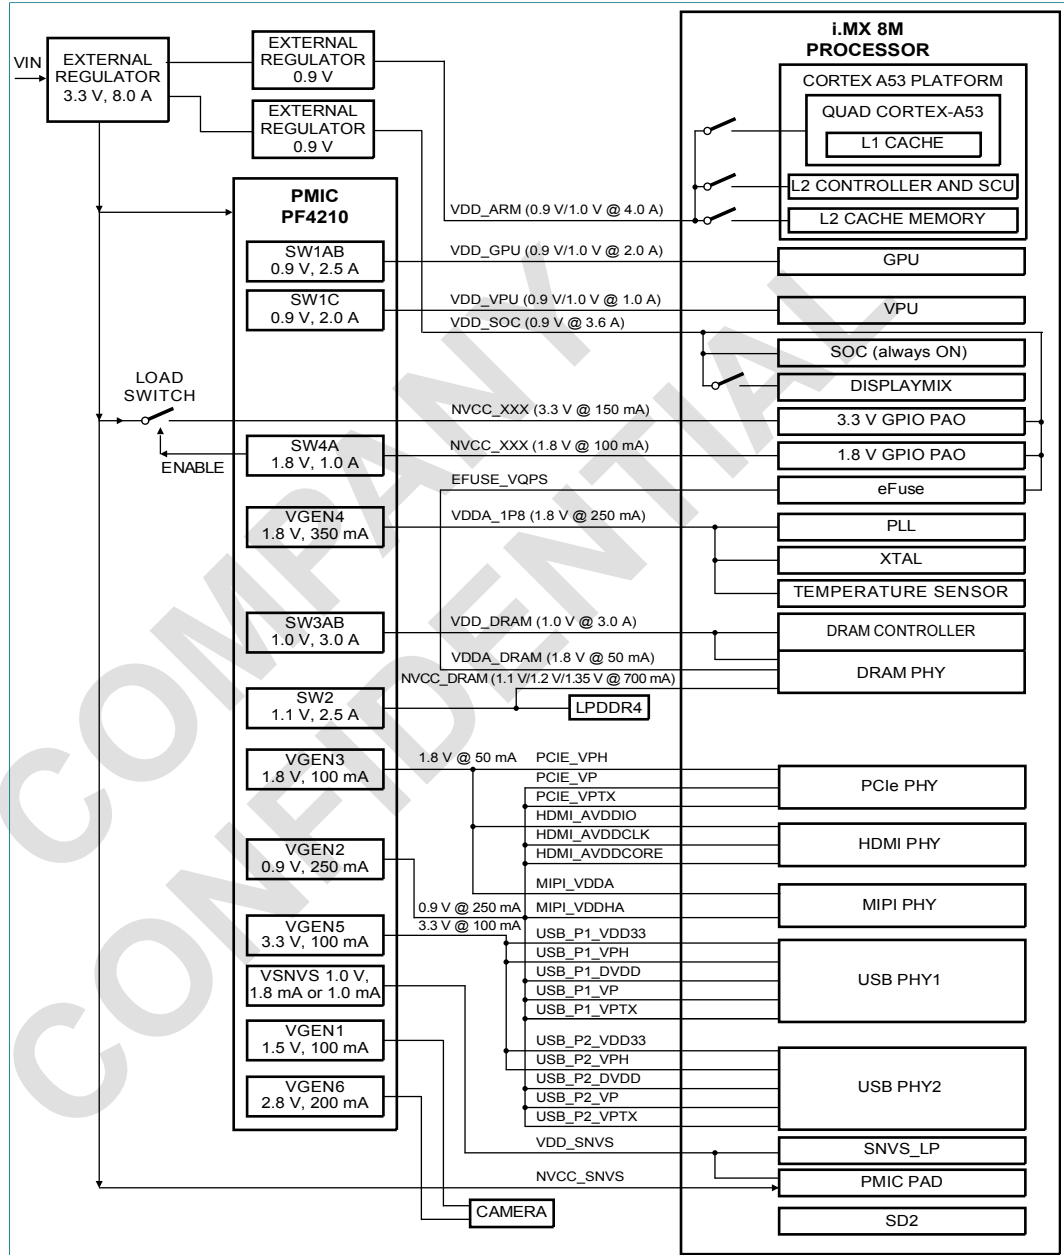 i.MX 8M
PROCESSOR
VIN
EXTERNAL
REGULATOR
3.3 V, 8.0 A
EXTERNAL
REGULATOR
0.9 V
EXTERNAL
REGULATOR
0.9 V
CORTEX A53 PLATFORM
QUAD CORTEX-A53
L1 CACHE
L2 CONTROLLER AND SCU
L2 CACHE MEMORY
PMIC
PF4210
VDD_ARM (0.9 V/1.0 V @ 4.0 A)
SW1AB
0.9 V, 2.5 A
VDD_GPU (0.9 V/1.0 V @ 2.0 A)
GPU
SW1C
0.9 V, 2.0 A
VDD_VPU (0.9 V/1.0 V @ 1.0 A)
VPU
VDD_SOC (0.9 V @ 3.6 A)
SOC (always ON)
DISPLAYMIX
LOAD
SWITCH
NVCC_XXX (3.3 V @ 150 mA)
3.3 V GPIO PAO
ENABLE
SW4A
1.8 V, 1.0 A
NVCC_XXX (1.8 V @ 100 mA)
1.8 V GPIO PAO
EFUSE_VQPS
eFuse
VGEN4
1.8 V, 350 mA
VDDA_1P8 (1.8 V @ 250 mA)
PLL
XTAL
TEMPERATURE SENSOR
SW3AB
1.0 V, 3.0 A
VDD_DRAM (1.0 V @ 3.0 A)
DRAM CONTROLLER
VDDA_DRAM (1.8 V @ 50 mA)
DRAM PHY
NVCC_DRAM (1.1 V/1.2 V/1.35 V @ 700 mA)
SW2
1.1 V, 2.5 A
LPDDR4
VGEN3
1.8 V, 100 mA
1.8 V @ 50 mA
PCIE_VPH
PCIE_VP
PCIE_VPTX
PCIe PHY
HDMI_AVDDIO
HDMI_AVDDCLK
HDMI_AVDDCORE
HDMI PHY
VGEN2
0.9 V, 250 mA
MIPI_VDDA
0.9 V @ 250 mA
MIPI_VDDHA
MIPI PHY
VGEN5
3.3 V, 100 mA
3.3 V @ 100 mA
USB_P1_VDD33
USB_P1_VPH
USB_P1_DVDD
USB_P1_VP
USB_P1_VPTX
USB PHY1
VSNVS 1.0 V,
1.8 mA or 1.0 mA
VGEN1
1.5 V, 100 mA
USB_P2_VDD33
USB_P2_VPH
USB_P2_DVDD
USB_P2_VP
USB_P2_VPTX
USB PHY2
VGEN6
2.8 V, 200 mA
VDD_SNVS
SNVS_LP
NVCC_SNVS
PMIC PAD
CAMERA
SD2
COMPANY
CONFIDENTIAL